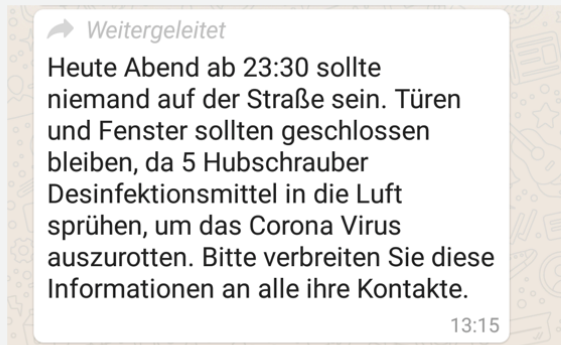 Weitergeleitet
Heute Abend ab 23:30 sollte
niemand auf der Straße sein. Türen
und Fenster sollten geschlossen
bleiben, da 5 Hubschrauber
Desinfektionsmittel in die Luft
sprühen, um das Corona Virus
auszurotten. Bitte verbreiten Sie diese
Informationen an alle ihre Kontakte.
13:15